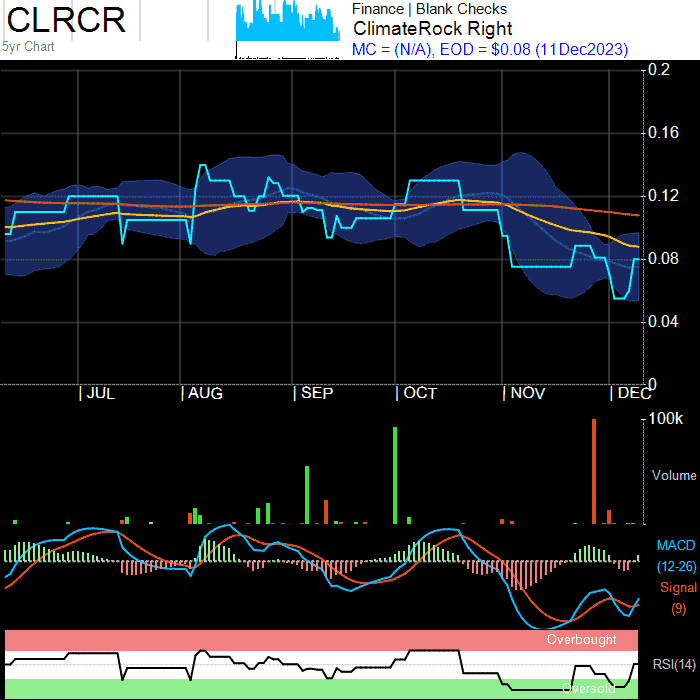 CLRCR
5yr Chart
Finance | Blank Checks
ClimateRock Right
MC = (N/A), EOD = $0.08 (11Dec2023)
0.2
0.16
0.12
0.08
0.04
0
| JUL | AUG | SEP | OCT | NOV | DEC
100k
Volume
MACD
(12-26)
Signal
(9)
Overbought
RSI(14)
Oversold